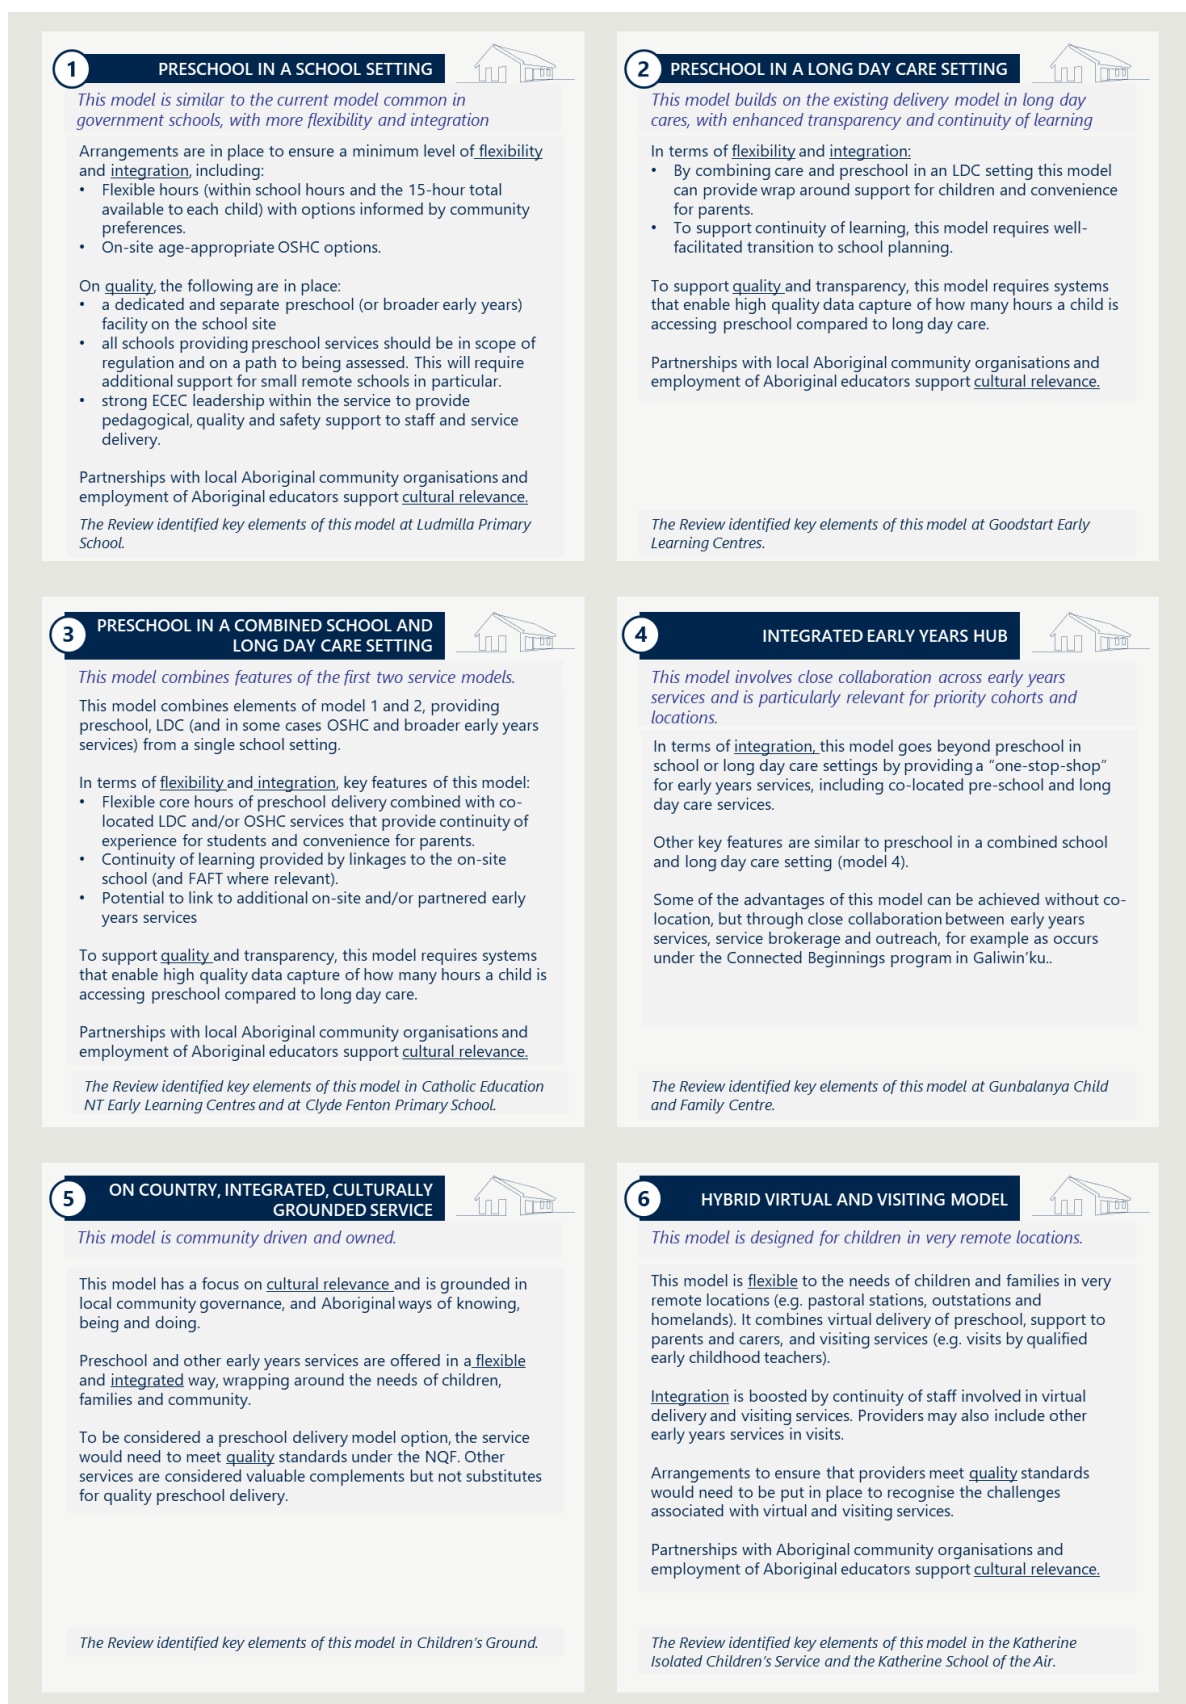 1
PRESCHOOL IN A SCHOOL SETTING
This model is similar to the current model common in
government schools, with more flexibility and integration
Arrangements are in place to ensure a minimum level of flexibility
and integration, including:
• Flexible hours (within school hours and the 15-hour total
available to each child) with options informed by community
preferences.
• On-site age-appropriate OSHC options.
On quality, the following are in place:
• a dedicated and separate preschool (or broader early years)
facility on the school site
• all schools providing preschool services should be in scope of
regulation and on a path to being assessed. This will require
additional support for small remote schools in particular.
• strong ECEC leadership within the service to provide
pedagogical, quality and safety support to staff and service
delivery.
Partnerships with local Aboriginal community organisations and
employment of Aboriginal educators support cultural relevance.
The Review identified key elements of this model at Ludmilla Primary
School.
2
PRESCHOOL IN A LONG DAY CARE SETTING
This model builds on the existing delivery model in long day
cares, with enhanced transparency and continuity of learning
In terms of flexibility and integration:
• By combining care and preschool in an LDC setting this model
can provide wrap around support for children and convenience
for parents.
• To support continuity of learning, this model requires well-
facilitated transition to school planning.
To support quality and transparency, this model requires systems
that enable high quality data capture of how many hours a child is
accessing preschool compared to long day care.
Partnerships with local Aboriginal community organisations and
employment of Aboriginal educators support cultural relevance.
The Review identified key elements of this model at Goodstart Early
Learning Centres.
3
PRESCHOOL IN A COMBINED SCHOOL AND
LONG DAY CARE SETTING
This model combines features of the first two service models.
This model combines elements of model 1 and 2, providing
preschool, LDC (and in some cases OSHC and broader early years
services) from a single school setting.
In terms of flexibility and integration, key features of this model:
• Flexible core hours of preschool delivery combined with co-
located LDC and/or OSHC services that provide continuity of
experience for students and convenience for parents.
• Continuity of learning provided by linkages to the on-site
school (and FAFT where relevant).
• Potential to link to additional on-site and/or partnered early
years services
To support quality and transparency, this model requires systems
that enable high quality data capture of how many hours a child is
accessing preschool compared to long day care.
Partnerships with local Aboriginal community organisations and
employment of Aboriginal educators support cultural relevance.
The Review identified key elements of this model in Catholic Education
NT Early Learning Centres and at Clyde Fenton Primary School.
4
INTEGRATED EARLY YEARS HUB
This model involves close collaboration across early years
services and is particularly relevant for priority cohorts and
locations.
In terms of integration, this model goes beyond preschool in
school or long day care settings by providing a “one-stop-shop”
for early years services, including co-located pre-school and long
day care services.
Other key features are similar to preschool in a combined school
and long day care setting (model 4).
Some of the advantages of this model can be achieved without co-
location, but through close collaboration between early years
services, service brokerage and outreach, for example as occurs
under the Connected Beginnings program in Galiwin’ku..
The Review identified key elements of this model at Gunbalanya Child
and Family Centre.
5
ON COUNTRY, INTEGRATED, CULTURALLY
GROUNDED SERVICE
This model is community driven and owned.
This model has a focus on cultural relevance and is grounded in
local community governance, and Aboriginal ways of knowing,
being and doing.
Preschool and other early years services are offered in a flexible
and integrated way, wrapping around the needs of children,
families and community.
To be considered a preschool delivery model option, the service
would need to meet quality standards under the NQF. Other
services are considered valuable complements but not substitutes
for quality preschool delivery.
The Review identified key elements of this model in Children’s Ground.
6
HYBRID VIRTUAL AND VISITING MODEL
This model is designed for children in very remote locations.
This model is flexible to the needs of children and families in very
remote locations (e.g. pastoral stations, outstations and
homelands). It combines virtual delivery of preschool, support to
parents and carers, and visiting services (e.g. visits by qualified
early childhood teachers).
Integration is boosted by continuity of staff involved in virtual
delivery and visiting services. Providers may also include other
early years services in visits.
Arrangements to ensure that providers meet quality standards
would need to be put in place to recognise the challenges
associated with virtual and visiting services.
Partnerships with Aboriginal community organisations and
employment of Aboriginal educators support cultural relevance.
The Review identified key elements of this model in the Katherine
Isolated Children’s Service and the Katherine School of the Air.